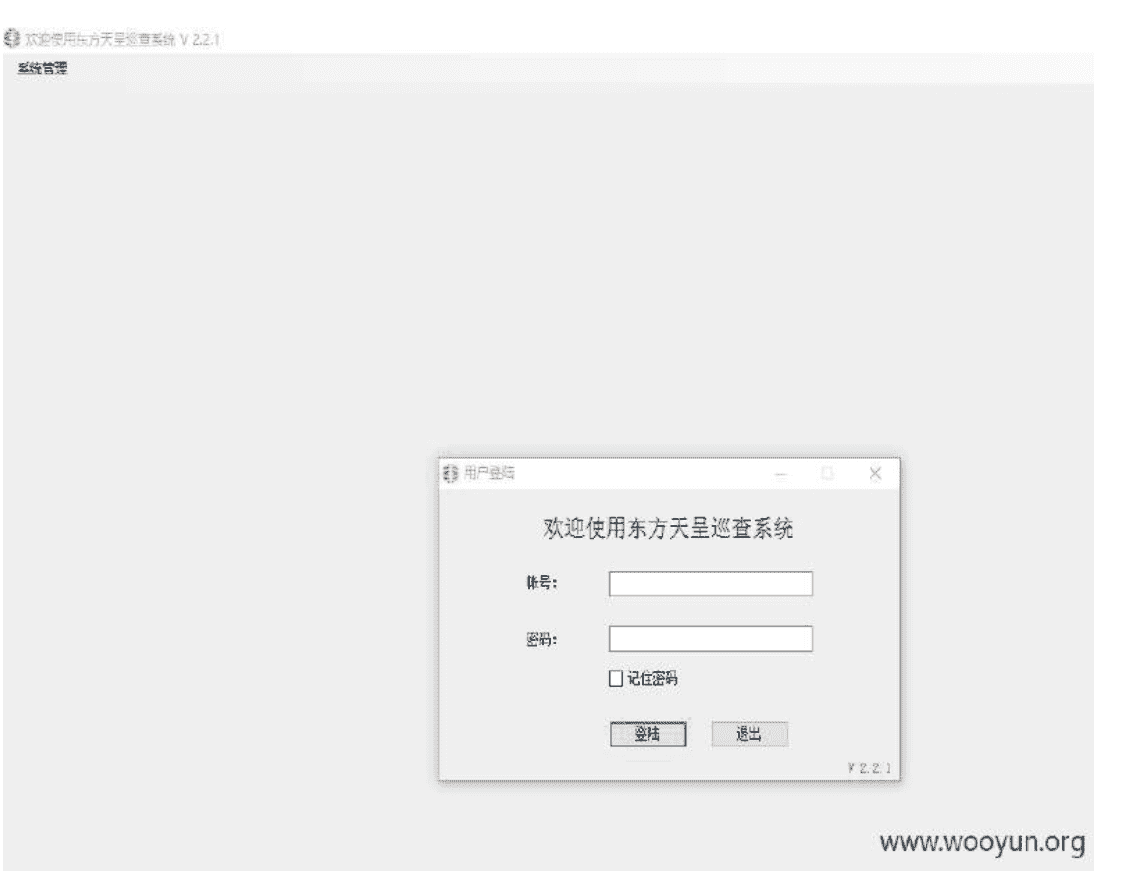 欢迎使用东方天呈巡查系统 V 2.2.1
系统管理
用户登陆
欢迎使用东方天呈巡查系统
帐号:
密码:
记住密码
登陆 退出
V 2.2.1
www.wooyun.org